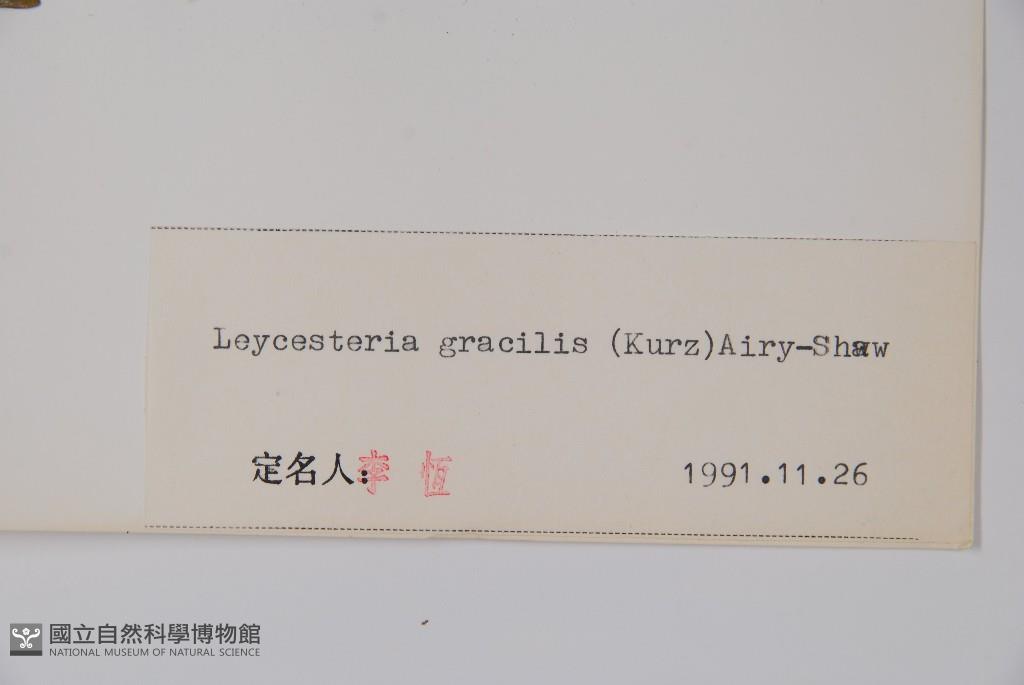 Leycesteria gracilis (Kurz)Airy-Shaw
定名人:李 恆 1991.11.26
國立自然科學博物館
NATIONAL MUSEUM OF NATURAL SCIENCE